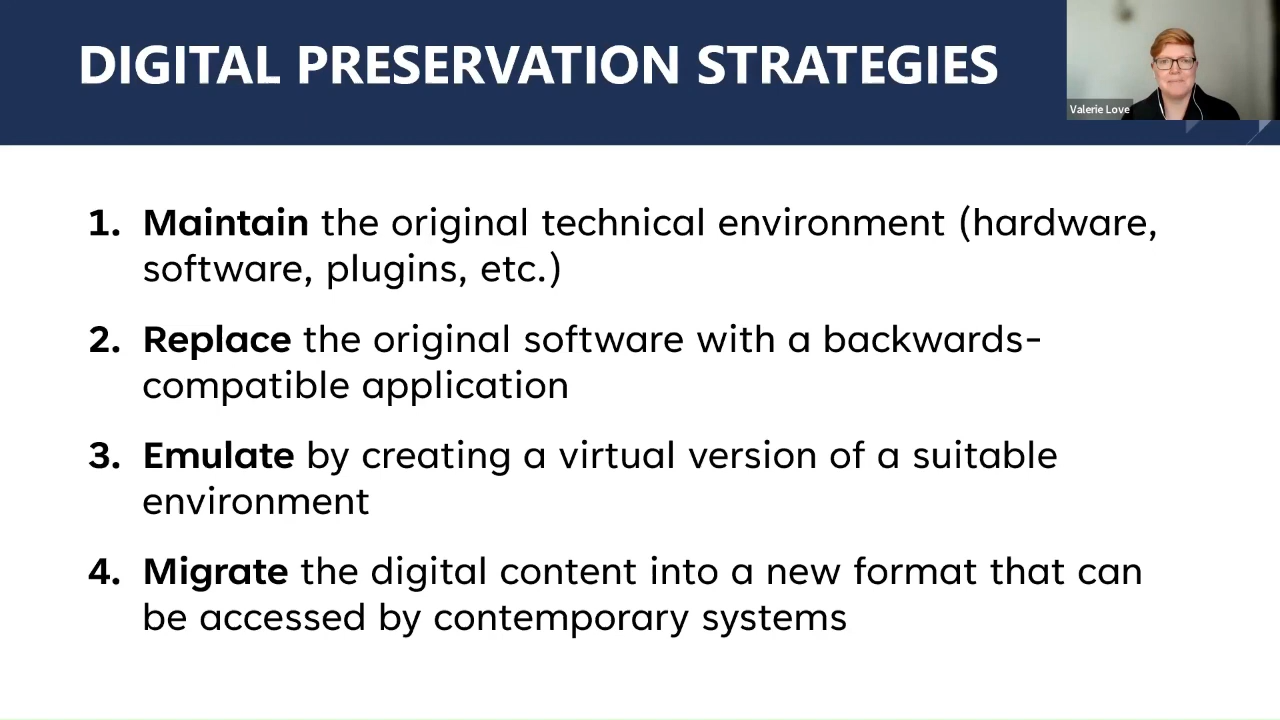 DIGITAL PRESERVATION STRATEGIES
Valerie Love
1. Maintain the original technical environment (hardware,
software, plugins, etc.)
2. Replace the original software with a backwards-
compatible application
3. Emulate by creating a virtual version of a suitable
environment
4. Migrate the digital content into a new format that can
be accessed by contemporary systems